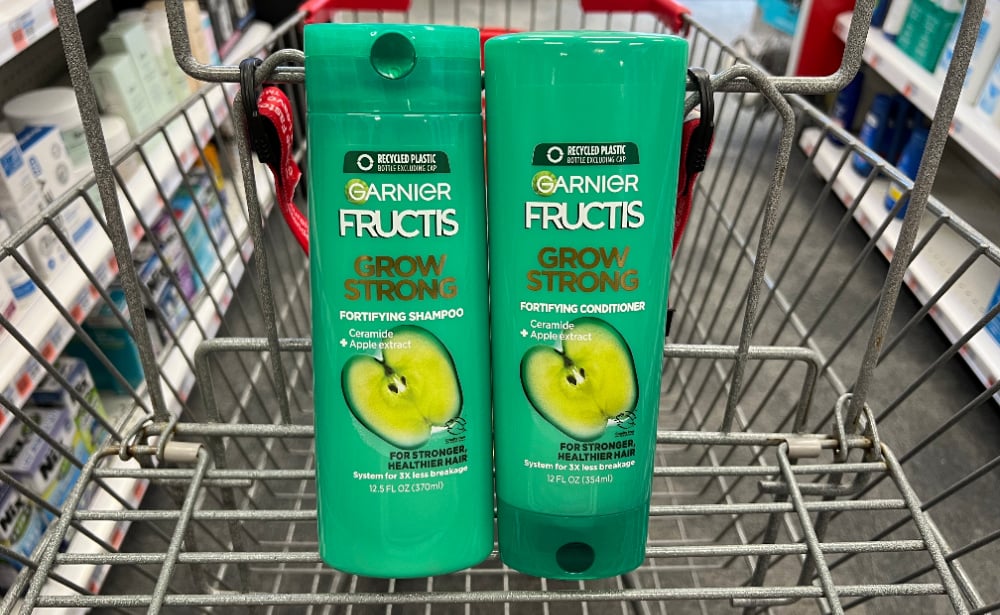 RECYCLED PLASTIC
BOTTLE EXCLUDING CAP
GARNIER
FRUCTIS
GROW
STRONG
FORTIFYING SHAMPOO
Ceramide
+ Apple extract
FOR STRONGER,
HEALTHIER HAIR
System for 3X less breakage
12.5 FL OZ (370ml)
RECYCLED PLASTIC
BOTTLE EXCLUDING CAP
GARNIER
FRUCTIS
GROW
STRONG
FORTIFYING CONDITIONER
Ceramide
+ Apple extract
FOR STRONGER,
HEALTHIER HAIR
System for 3X less breakage
12 FL OZ (354ml)
Nix